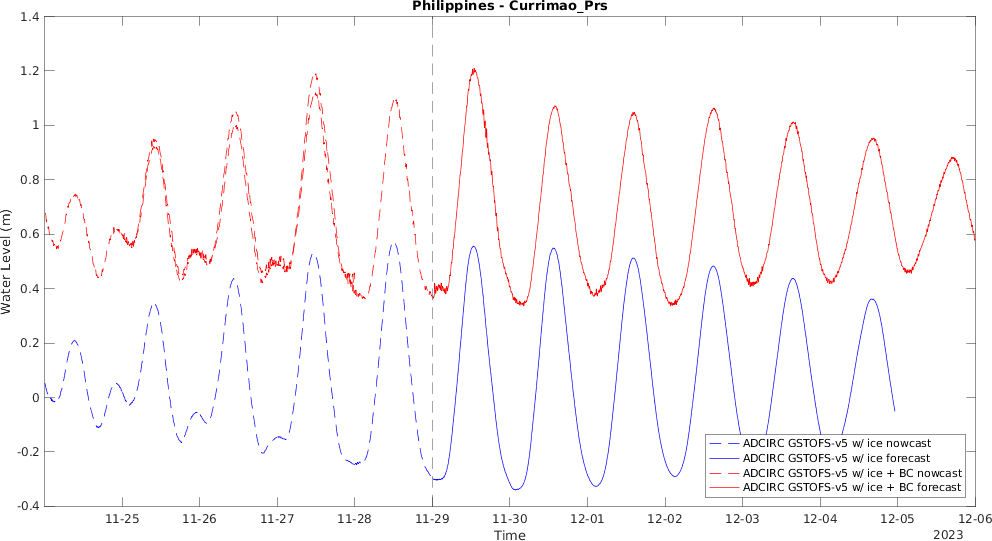 Philippines - Currimao_Prs
1.4
1.2
1
0.8
0.6
0.4
0.2
0
-0.2
-0.4
Water Level (m)
11-25 11-26 11-27 11-28 11-29 11-30 12-01 12-02 12-03 12-04 12-05 12-06
Time
2023
ADCIRC GSTOFS-v5 w/ ice nowcast
ADCIRC GSTOFS-v5 w/ ice forecast
ADCIRC GSTOFS-v5 w/ ice + BC nowcast
ADCIRC GSTOFS-v5 w/ ice + BC forecast